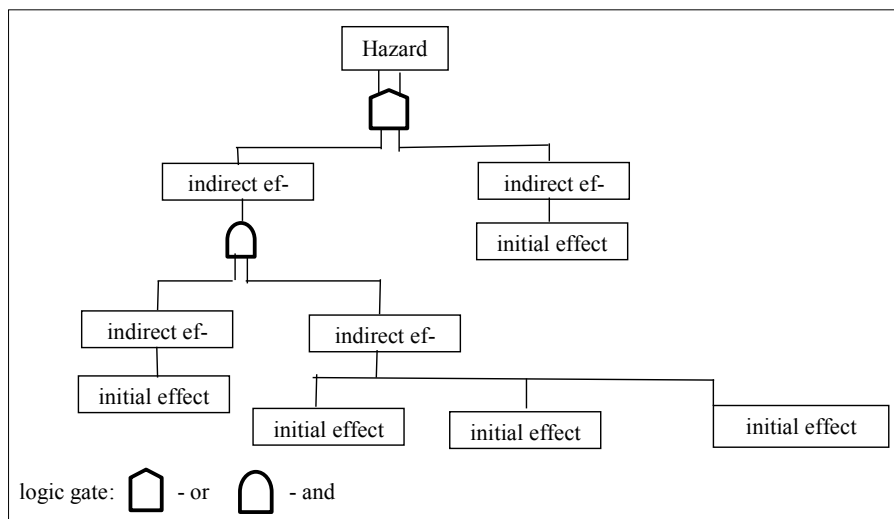 Hazard
indirect ef-
indirect ef-
initial effect
indirect ef-
indirect ef-
initial effect
initial effect
initial effect
initial effect
logic gate: - or - and